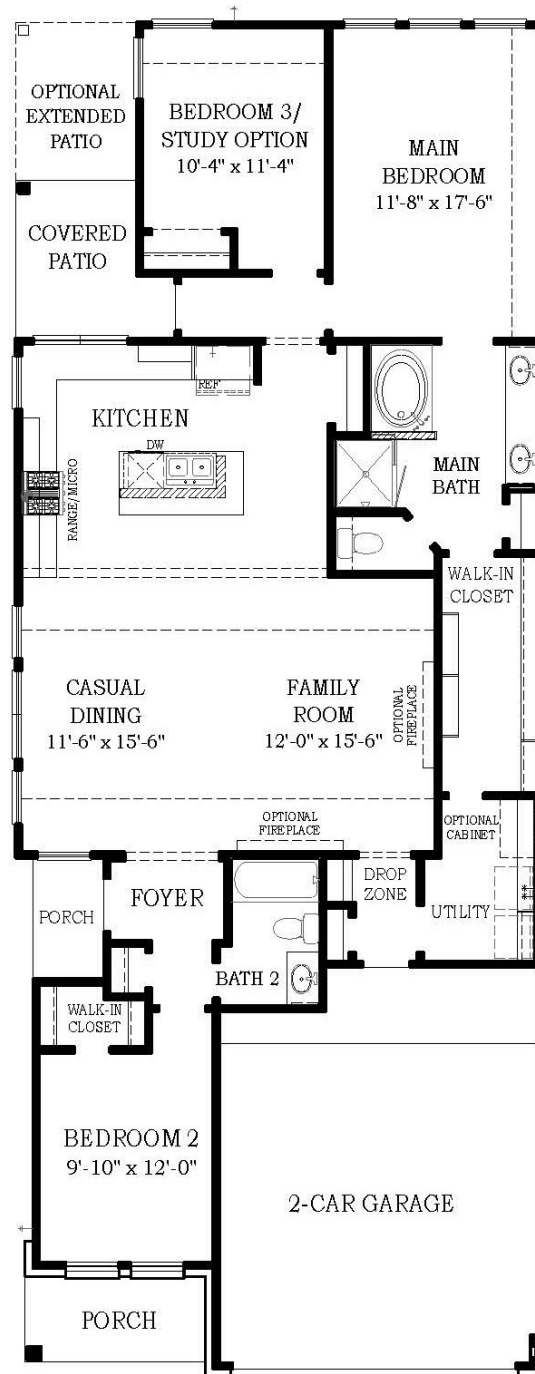 OPTIONAL
EXTENDED
PATIO
BEDROOM 3/
STUDY OPTION
10'-4" x 11'-4"
MAIN
BEDROOM
11'-8" x 17'-6"
COVERED
PATIO
REF
KITCHEN
DW
RANGE/MICRO
MAIN
BATH
WALK-IN
CLOSET
CASUAL
DINING
11'-6" x 15'-6"
FAMILY
ROOM
12'-0" x 15'-6"
OPTIONAL
FIREPLACE
OPTIONAL
FIREPLACE
OPTIONAL
CABINET
DROP
ZONE
UTILITY
FOYER
PORCH
BATH 2
WALK-IN
CLOSET
BEDROOM 2
9'-10" x 12'-0"
2-CAR GARAGE
PORCH